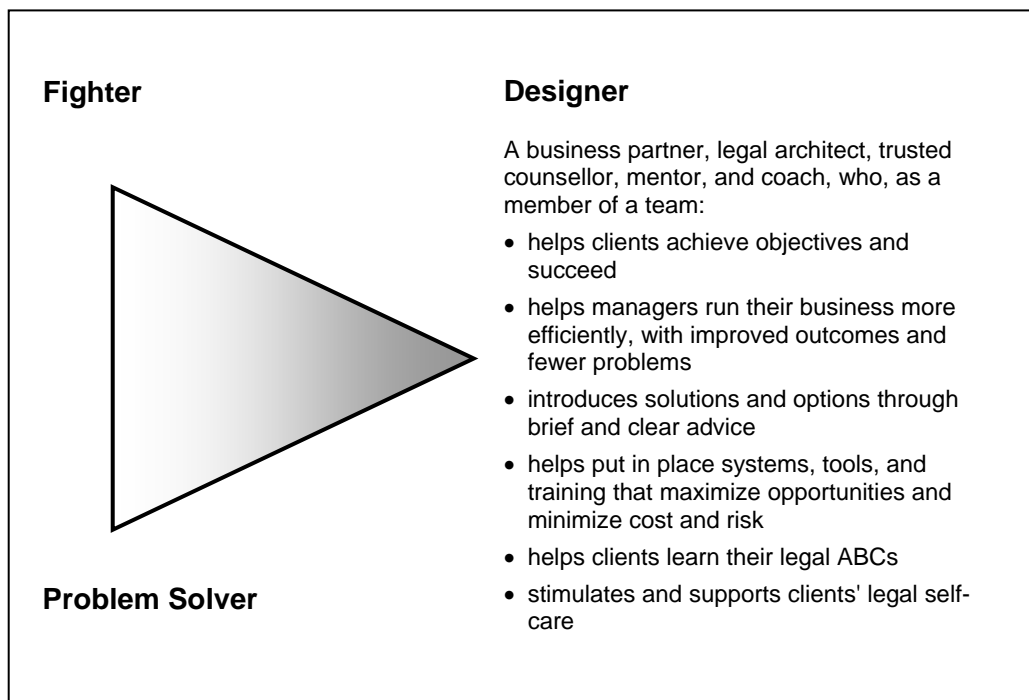 Fighter
Designer
A business partner, legal architect, trusted
counsellor, mentor, and coach, who, as a
member of a team:
• helps clients achieve objectives and
succeed
• helps managers run their business more
efficiently, with improved outcomes and
fewer problems
• introduces solutions and options through
brief and clear advice
• helps put in place systems, tools, and
training that maximize opportunities and
minimize cost and risk
• helps clients learn their legal ABCs
• stimulates and supports clients' legal self-
care
Problem Solver